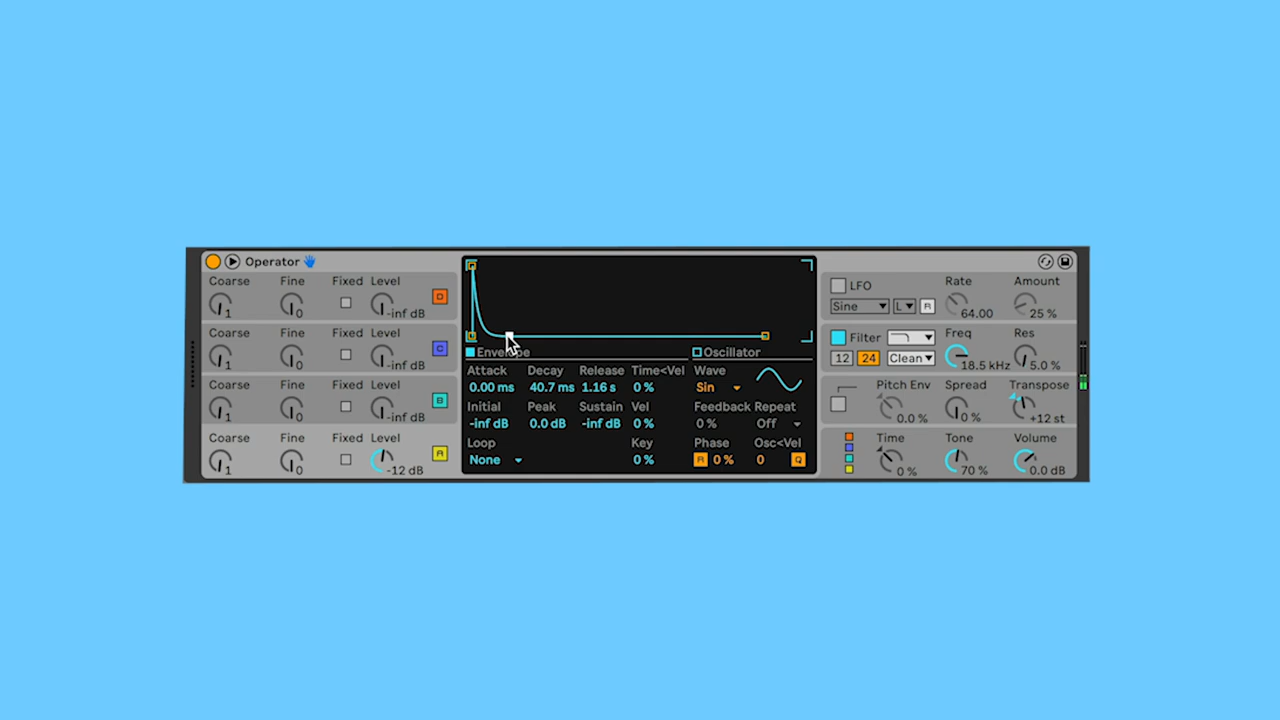 Operator
Coarse Fine Fixed Level
1 0 -inf dB D
Coarse Fine Fixed Level
1 0 -inf dB C
Coarse Fine Fixed Level
1 0 -inf dB B
Coarse Fine Fixed Level
1 0 -12 dB A
Envelope Oscillator
Attack Decay Release Time<Vel Wave
0.00 ms 40.7 ms 1.16 s 0 % Sin
Initial Peak Sustain Vel Feedback Repeat
-inf dB 0.0 dB -inf dB 0 % 0 % Off
Loop Key Phase Osc<Vel
None 0 % R 0 % 0 Q
LFO Rate Amount
Sine L R 64.00 25 %
Filter Freq Res
12 24 Clean 18.5 kHz 5.0 %
Pitch Env Spread Transpose
0.0 % 0 % +12 st
Time Tone Volume
0 % 70 % 0.0 dB